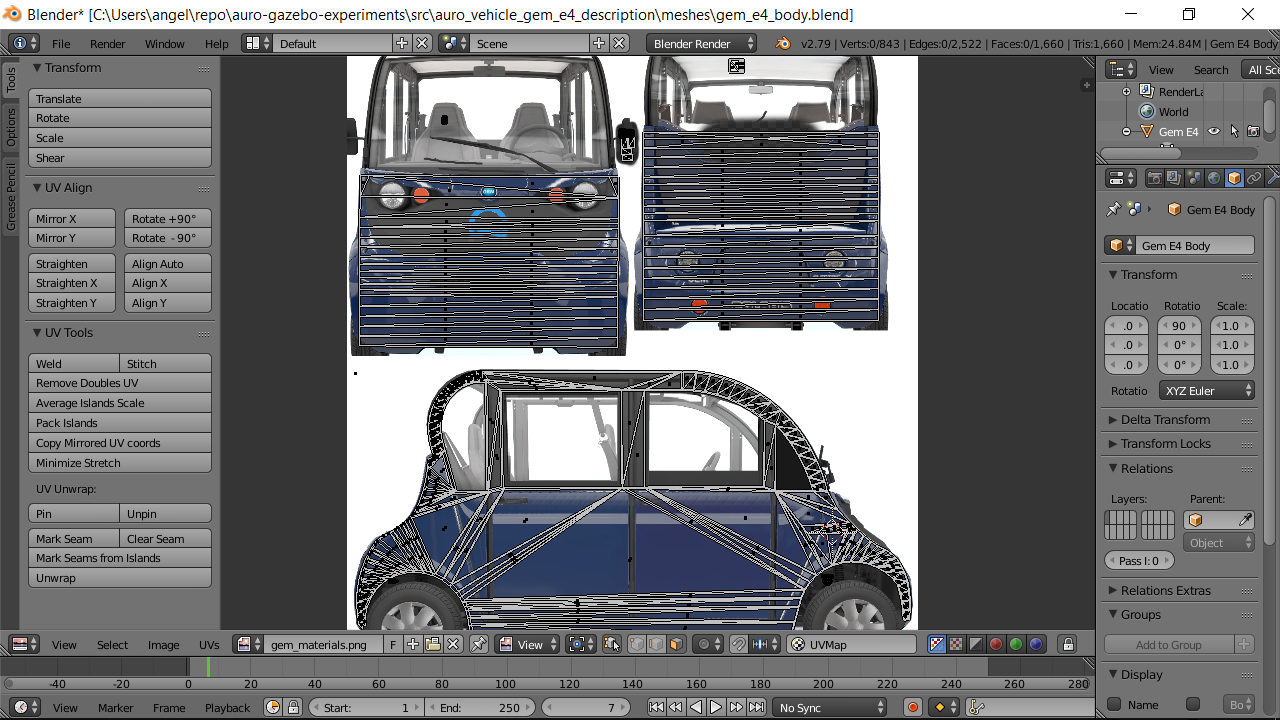 Blender* [C:\Users\angel\repo\auro-gazebo-experiments\src\auro_vehicle_gem_e4_description\meshes\gem_e4_body.blend]
File Render Window Help Default Scene Blender Render v2.79 | Verts:0/843 | Edges:0/2,522 | Faces:0/1,660 | Tris:1,660 | Mem:24.84M | Gem E4 Body
Tools
Options
Grease Pencil
Transform
Translate
Rotate
Scale
Shear
UV Align
Mirror X Rotate +90°
Mirror Y Rotate - 90°
Straighten Align Auto
Straighten X Align X
Straighten Y Align Y
UV Tools
Weld Stitch
Remove Doubles UV
Average Islands Scale
Pack Islands
Copy Mirrored UV coords
Minimize Stretch
UV Unwrap:
Pin Unpin
Mark Seam Clear Seam
Mark Seams from Islands
Unwrap
View Search All Sc
RenderLa
World
Gem E4
Gem E4 Body
Gem E4 Body
Transform
Locatio Rotatio Scale:
.0 90 1.0
.0 0° 1.0
.0 0° 1.0
Rotatio XYZ Euler
Delta Transform
Transform Locks
Relations
Layers: Parent:
Object
Pass I: 0
Relations Extras
Groups
Add to Group
Display
Name Bo
View Select Image UVs gem_materials.png F View UVMap
-40 -20 0 20 40 60 80 100 120 140 160 180 200 220 240 260 280
View Marker Frame Playback Start: 1 End: 250 7 No Sync